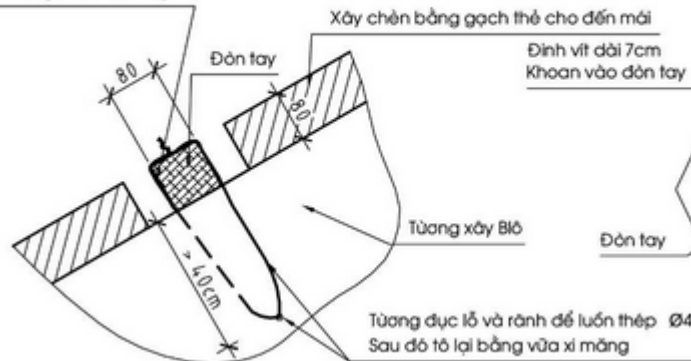 Xây chèn bằng gạch thẻ cho đến mái
80
Đòn tay
Đinh vít dài 7cm
Khoan vào đòn tay
80
Tường xây Blô
Đòn tay
> 40cm
Tường đục lỗ và rãnh để luồn thép Ø4
Sau đó tô lại bằng vữa xi măng